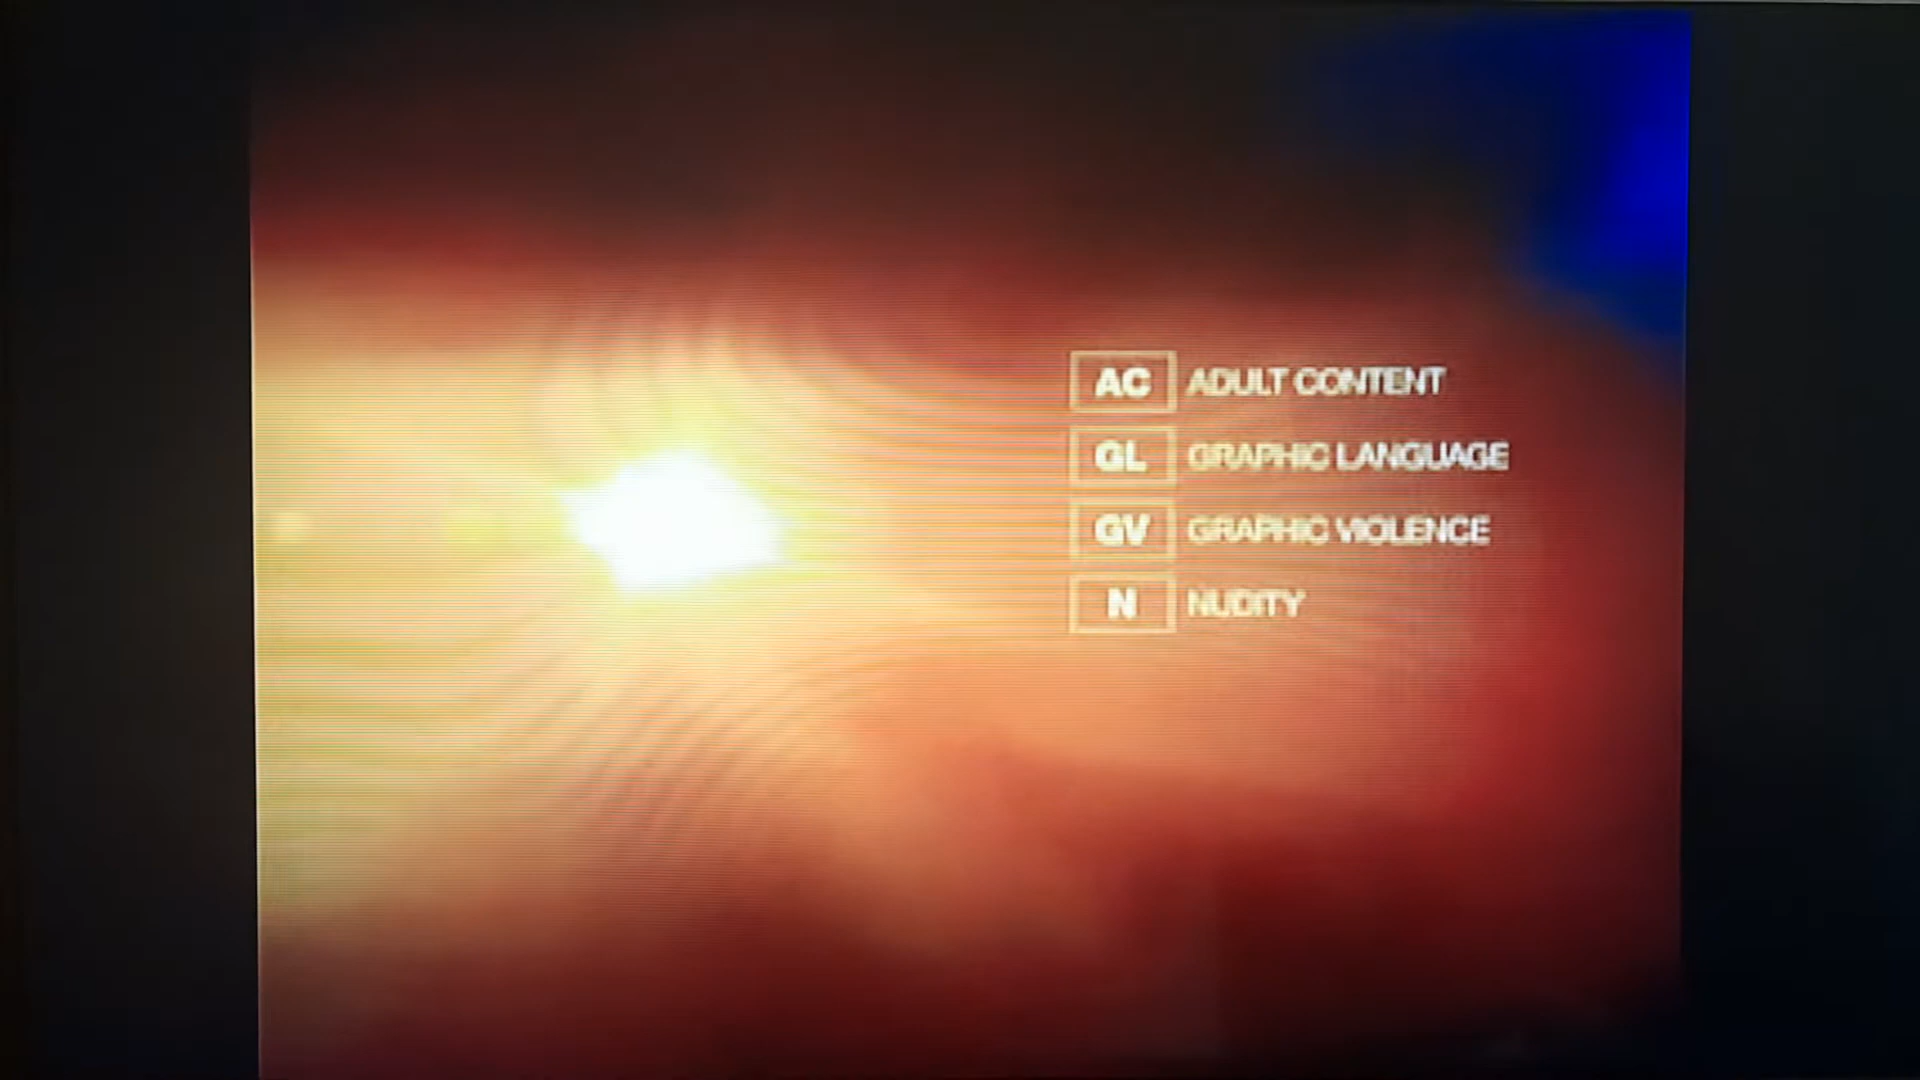 AC ADULT CONTENT
GL GRAPHIC LANGUAGE
GV GRAPHIC VIOLENCE
N NUDITY